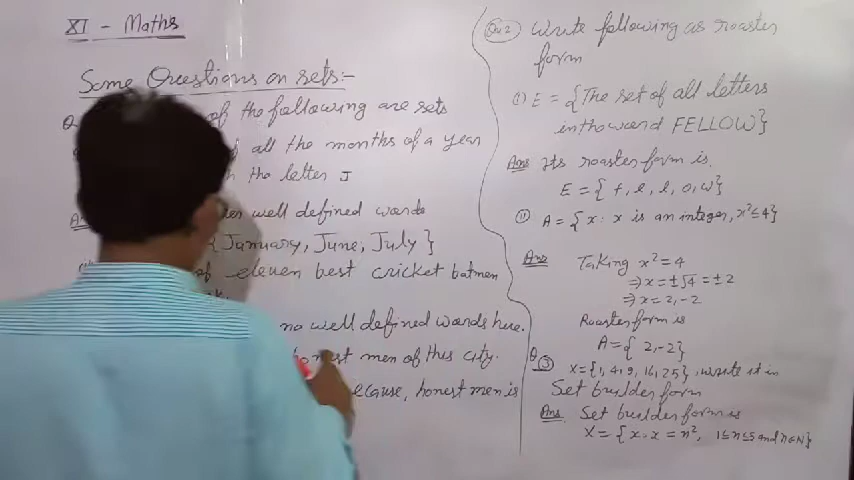 XI - Maths
Some Questions on sets:-
of the following are sets
all the months of a year
the letter J
well defined words
{January, June, July}
of eleven best cricket batmen
no well defined words here.
honest men of this city.
because, honest men is
Qu 2 Write following as roaster
form
(i) E = {The set of all letters
in the word FELLOW}
Ans Its roaster form is.
E = { f, e, l, o, w}
(ii) A = {x: x is an integer, x² ≤ 4}
Ans Taking x² = 4
⇒ x = ±√4 = ± 2
⇒ x = 2, -2
Roaster form is
A = { 2, -2}
Q (3) X = {1, 4, 9, 16, 25}, write it in
Set builder form
Ans. Set builder form is
X = { x: x = n², 1 ≤ n ≤ 5 and n ∈ N}